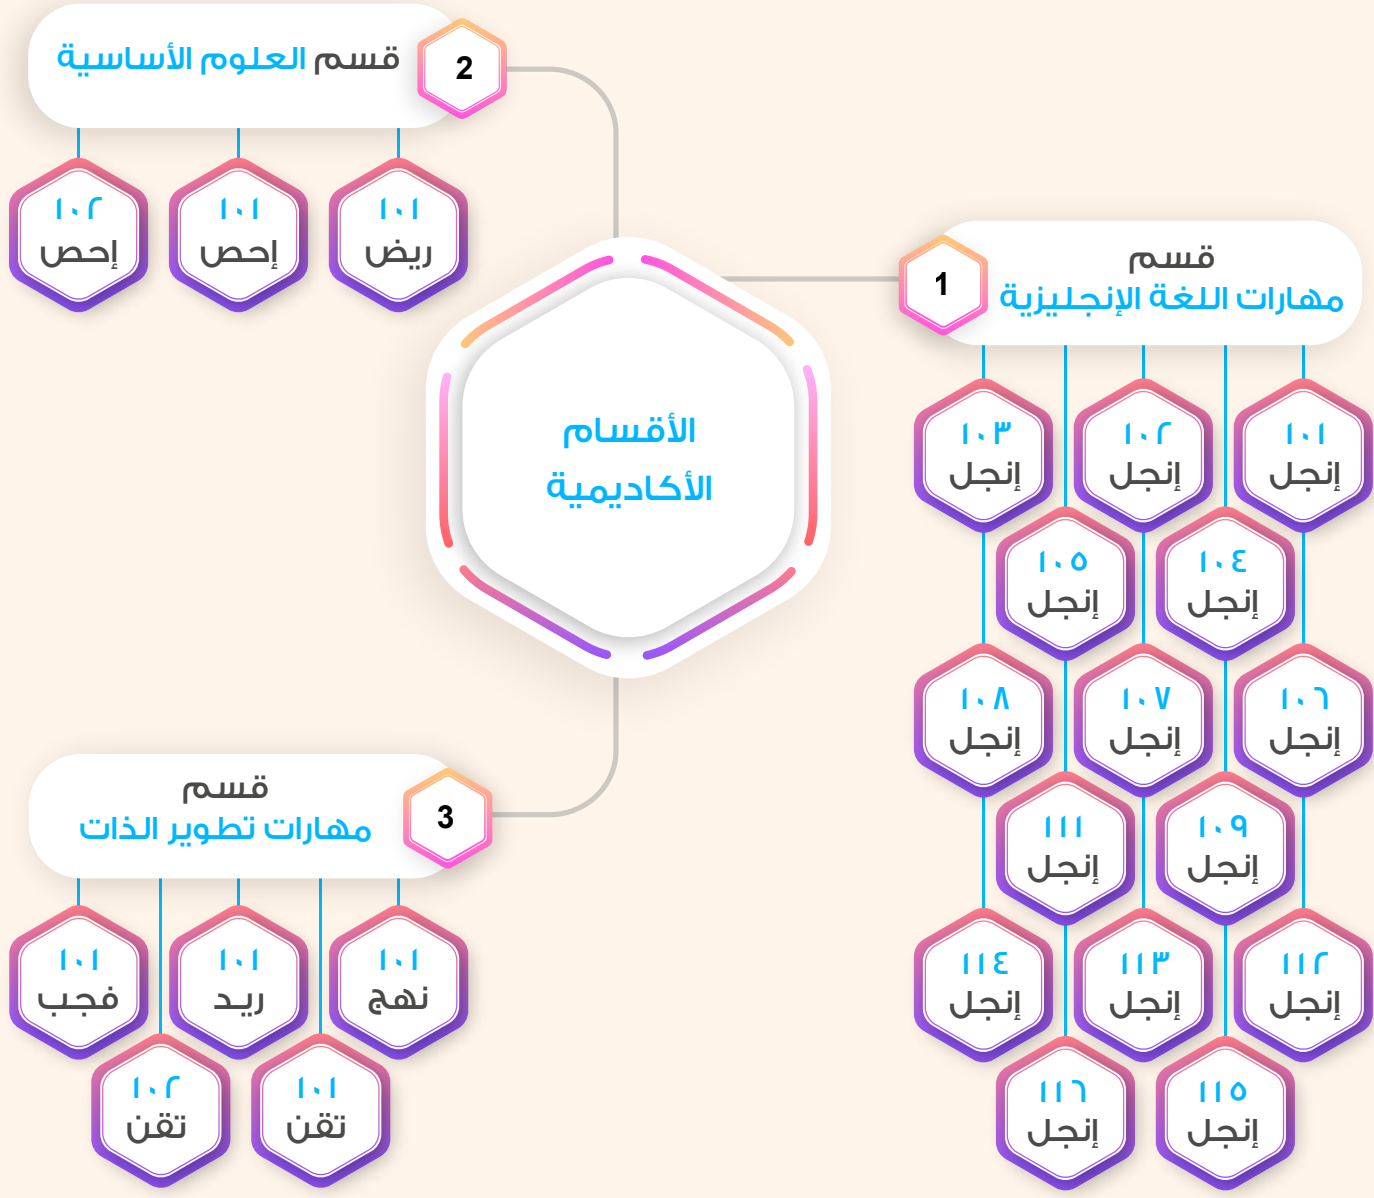 الأقسام
الأكاديمية
1
قسم
مهارات اللغة الإنجليزية
١٠١
إنجل
١٠٢
إنجل
١٠٣
إنجل
١٠٤
إنجل
١٠٥
إنجل
١٠٦
إنجل
١٠٧
إنجل
١٠٨
إنجل
١٠٩
إنجل
١١١
إنجل
١١٢
إنجل
١١٣
إنجل
١١٤
إنجل
١١٥
إنجل
١١٦
إنجل
2
قسم العلوم الأساسية
١٠١
ريض
١٠١
إحص
١٠٢
إحص
3
قسم
مهارات تطوير الذات
١٠١
نهج
١٠١
ريد
١٠١
فجب
١٠١
تقن
١٠٢
تقن